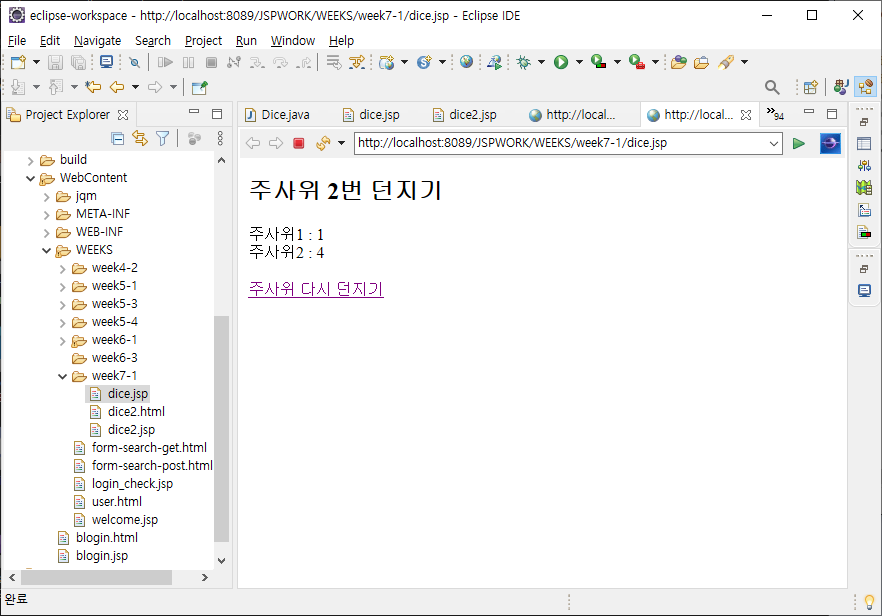 eclipse-workspace - http://localhost:8089/JSPWORK/WEEKS/week7-1/dice.jsp - Eclipse IDE
File Edit Navigate Search Project Run Window Help
Project Explorer
build
WebContent
jqm
META-INF
WEB-INF
WEEKS
week4-2
week5-1
week5-3
week5-4
week6-1
week6-3
week7-1
dice.jsp
dice2.html
dice2.jsp
form-search-get.html
form-search-post.html
login_check.jsp
user.html
welcome.jsp
blogin.html
blogin.jsp
Dice.java dice.jsp dice2.jsp http://local... http://local... 94
http://localhost:8089/JSPWORK/WEEKS/week7-1/dice.jsp
주사위 2번 던지기
주사위1 : 1
주사위2 : 4
주사위 다시 던지기
완료